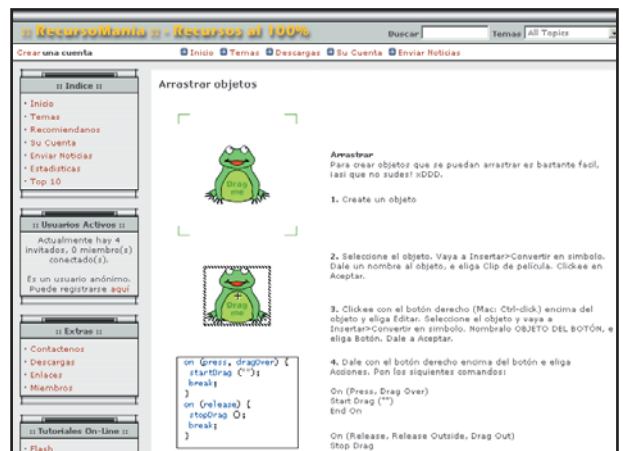 :: RecursoMania :: - Recursos al 100%
Buscar
Temas All Topics
Crear una cuenta
Inicio Temas Descargas Su Cuenta Enviar Noticias
:: Indice ::
· Inicio
· Temas
· Recomiendanos
· Su Cuenta
· Enviar Noticias
· Estadisticas
· Top 10
:: Usuarios Activos ::
Actualmente hay 4
invitados, 0 miembro(s)
conectado(s).
Es un usuario anónimo.
Puede registrarse aquí
:: Extras ::
· Contactenos
· Descargas
· Enlaces
· Miembros
:: Tutoriales On-Line ::
· Flash
Arrastrar objetos
Drag
me
Arrastrar
Para crear objetos que se puedan arrastrar es bastante facil,
¡asi que no sudes! xDDD.
1. Create un objeto
Drag
me
2. Seleccione el objeto. Vaya a Insertar>Convertir en simbolo.
Dale un nombre al objeto, e eliga Clip de película. Clickee en
Aceptar.
3. Clickee con el botón derecho (Mac: Ctrl-click) encima del
objeto y eliga Editar. Seleccione el objeto y vaya a
Insertar>Convertir en simbolo. Nombralo OBJETO DEL BOTÓN, e
eliga Botón. Dale a Aceptar.
on (press, dragOver) {
startDrag ("");
break;
}
on (release) {
stopDrag ();
break;
}
4. Dale con el botón derecho encima del botón e eliga
Acciones. Pon los siguientes comandos:
On (Press, Drag Over)
Start Drag ("")
End On
On (Release, Release Outside, Drag Out)
Stop Drag